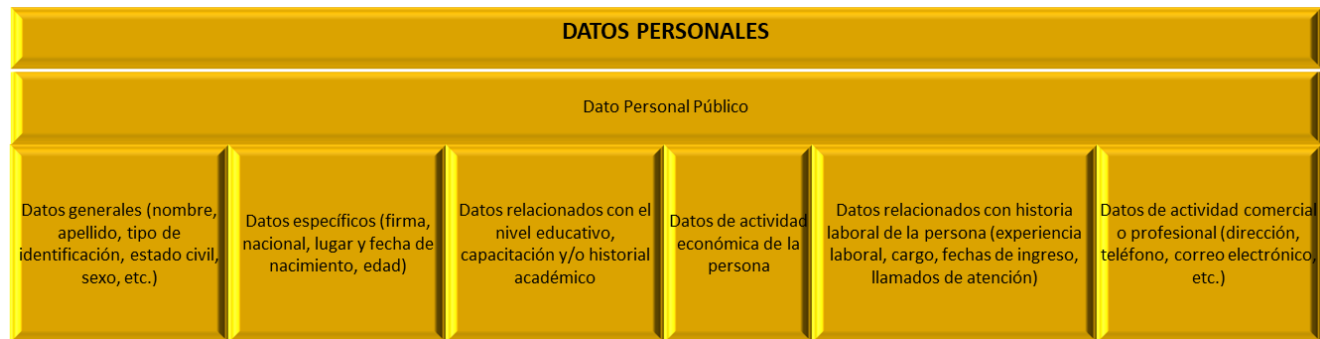 DATOS PERSONALES
Dato Personal Público
Datos generales (nombre,
apellido, tipo de
identificación, estado civil,
sexo, etc.)
Datos específicos (firma,
nacional, lugar y fecha de
nacimiento, edad)
Datos relacionados con el
nivel educativo,
capacitación y/o historial
académico
Datos de actividad
económica de la
persona
Datos relacionados con historia
laboral de la persona (experiencia
laboral, cargo, fechas de ingreso,
llamados de atención)
Datos de actividad comercial
o profesional (dirección,
teléfono, correo electrónico,
etc.)